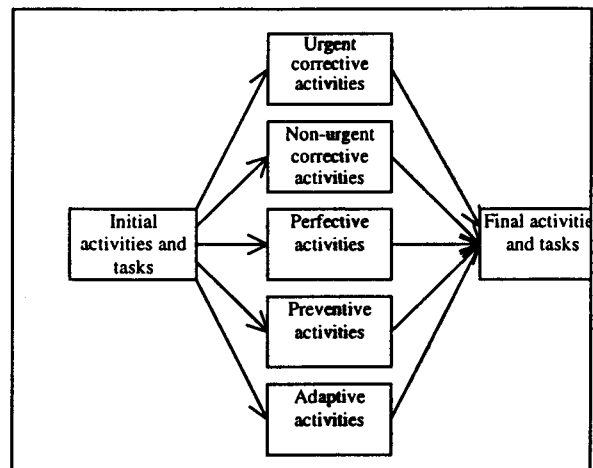 Urgent
corrective
activities
Non-urgent
corrective
activities
Initial
activities and
tasks
Perfective
activities
Final activitie
and tasks
Preventive
activities
Adaptive
activities